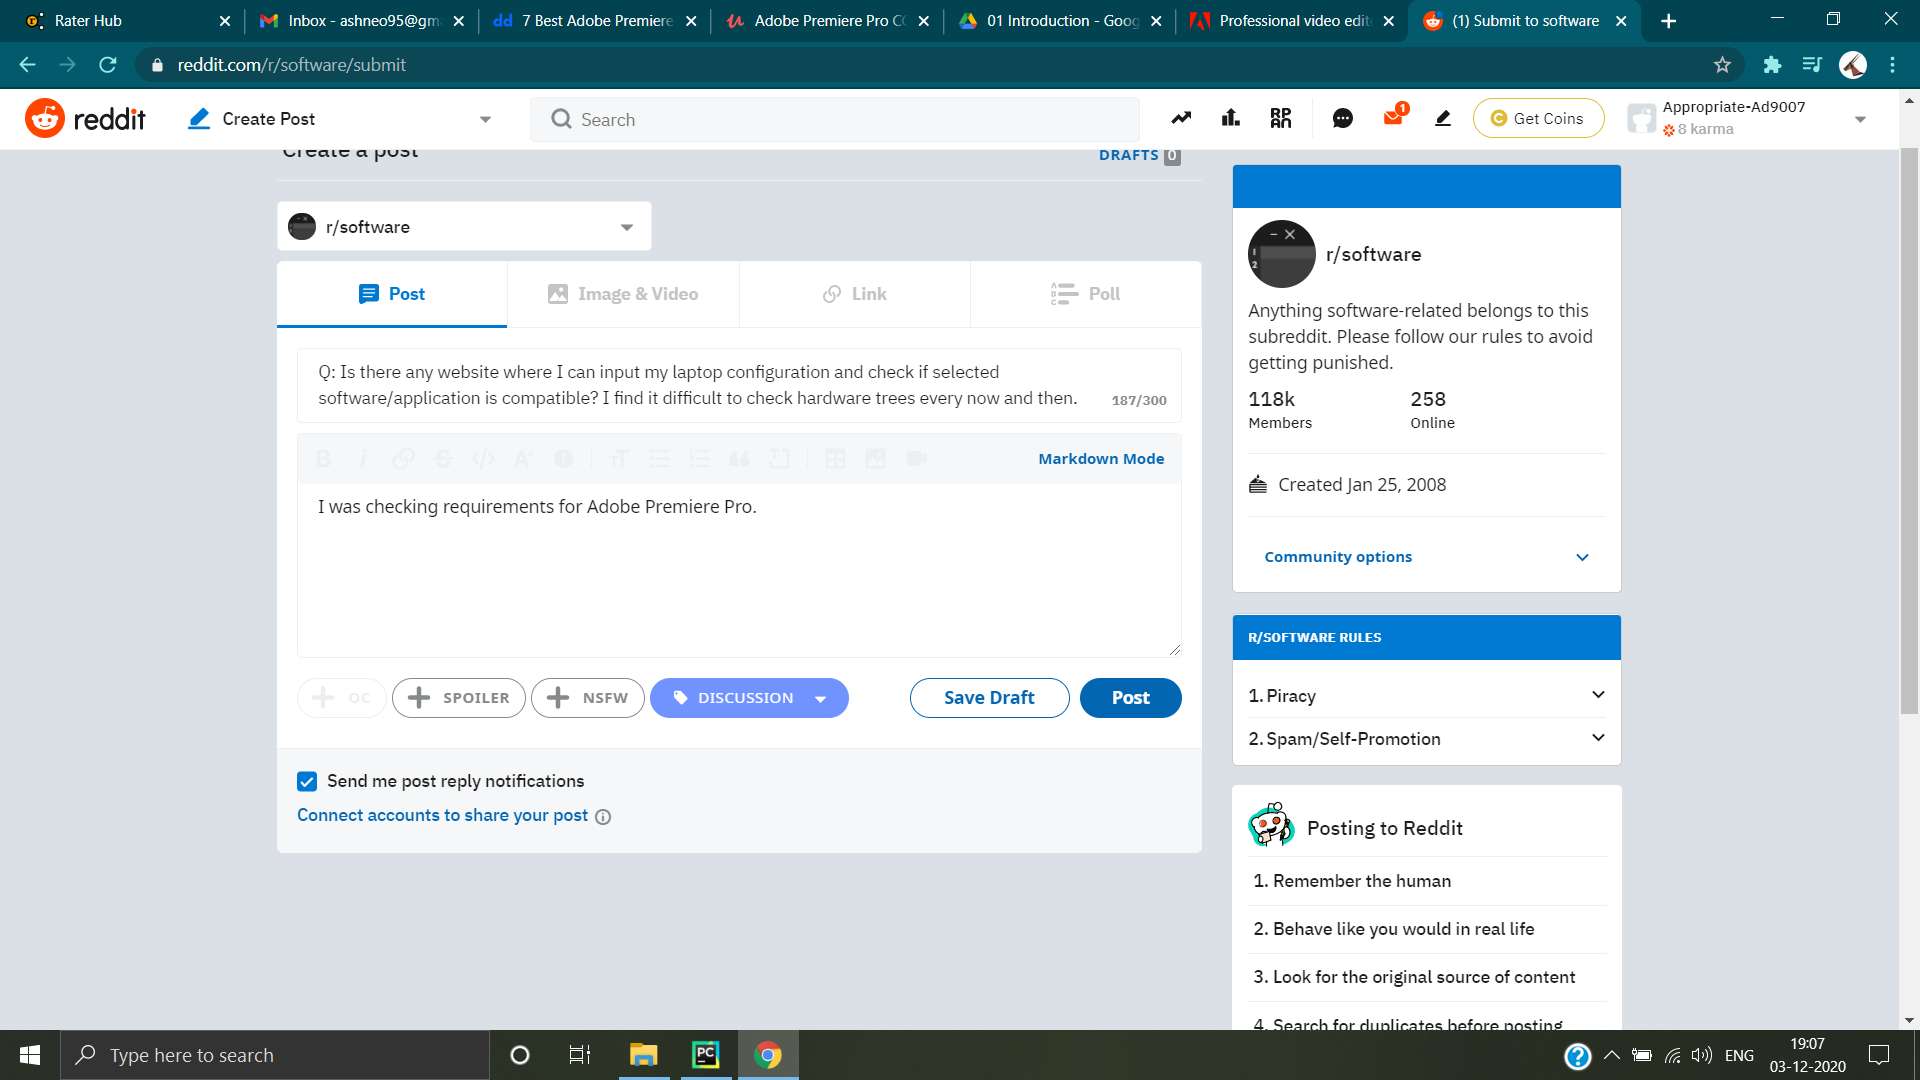 Rater Hub
Inbox - ashneo95@gm
7 Best Adobe Premiere
Adobe Premiere Pro CC
01 Introduction - Goog
Professional video edit
(1) Submit to software
reddit.com/r/software/submit
reddit
Create Post
Search
1
Get Coins
Appropriate-Ad9007
8 karma
Create a post
DRAFTS 0
r/software
Post
Image & Video
Link
Poll
Q: Is there any website where I can input my laptop configuration and check if selected
software/application is compatible? I find it difficult to check hardware trees every now and then.
187/300
Markdown Mode
I was checking requirements for Adobe Premiere Pro.
OC
SPOILER
NSFW
DISCUSSION
Save Draft
Post
Send me post reply notifications
Connect accounts to share your post
r/software
Anything software-related belongs to this
subreddit. Please follow our rules to avoid
getting punished.
118k
Members
258
Online
Created Jan 25, 2008
Community options
R/SOFTWARE RULES
1. Piracy
2. Spam/Self-Promotion
Posting to Reddit
1. Remember the human
2. Behave like you would in real life
3. Look for the original source of content
4. Search for duplicates before posting
Type here to search
PC
ENG
19:07
03-12-2020